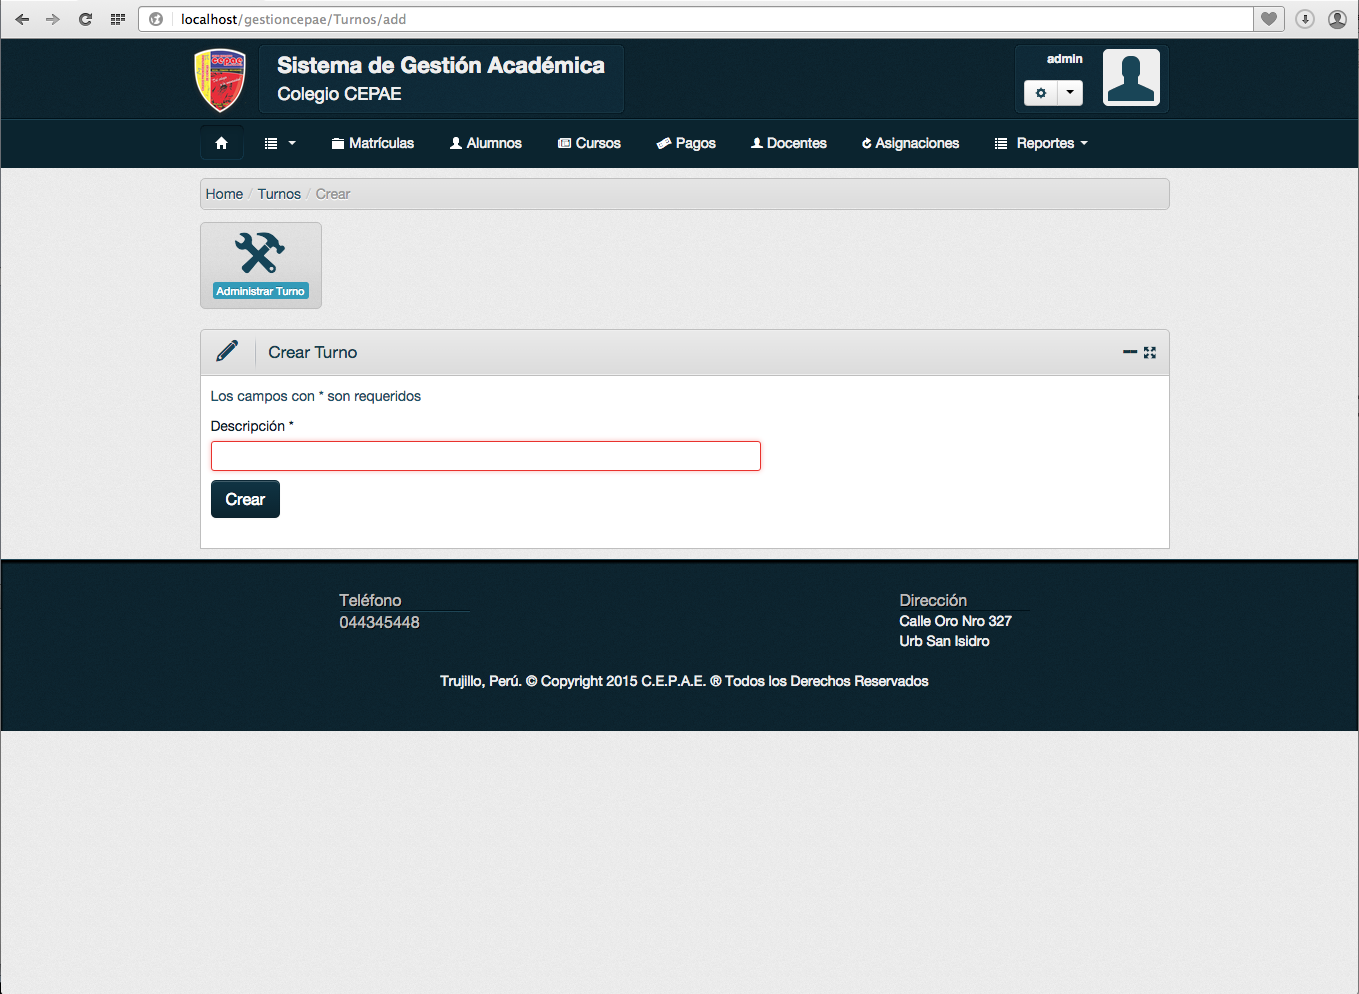 localhost/gestioncepae/Turnos/add
cepae
Sistema de Gestión Académica
Colegio CEPAE
admin
Matrículas Alumnos Cursos Pagos Docentes Asignaciones Reportes
Home / Turnos / Crear
Administrar Turno
Crear Turno
Los campos con * son requeridos
Descripción *
Crear
Teléfono
044345448
Dirección
Calle Oro Nro 327
Urb San Isidro
Trujillo, Perú. © Copyright 2015 C.E.P.A.E. ® Todos los Derechos Reservados